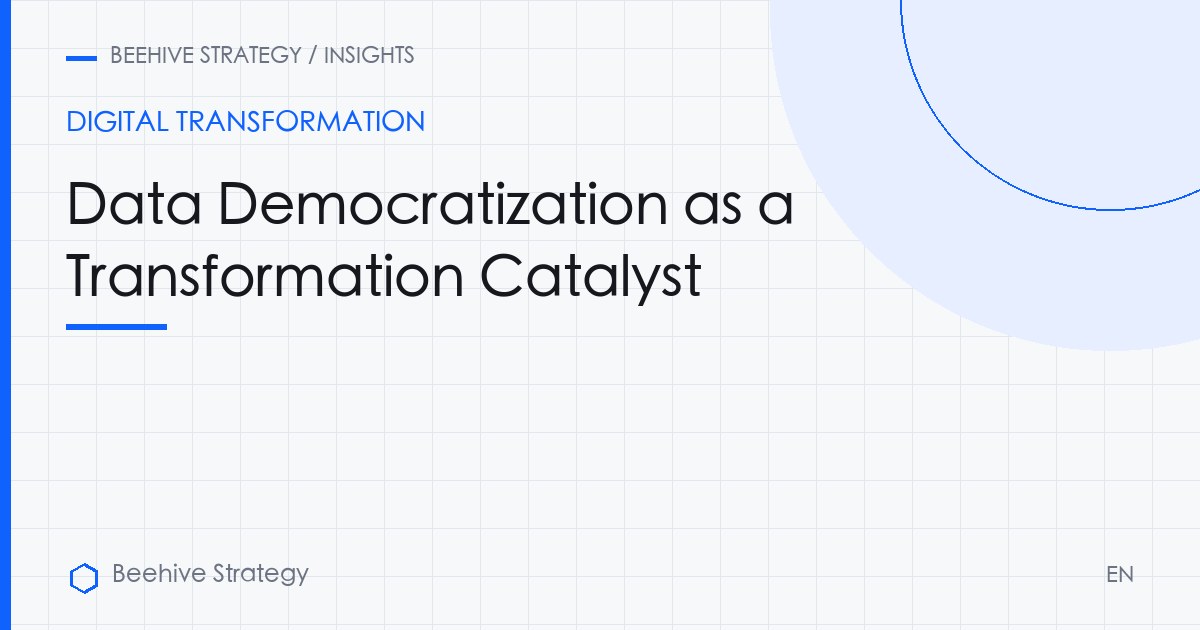 BEEHIVE STRATEGY / INSIGHTS
DIGITAL TRANSFORMATION
Data Democratization as a
Transformation Catalyst
Beehive Strategy
EN